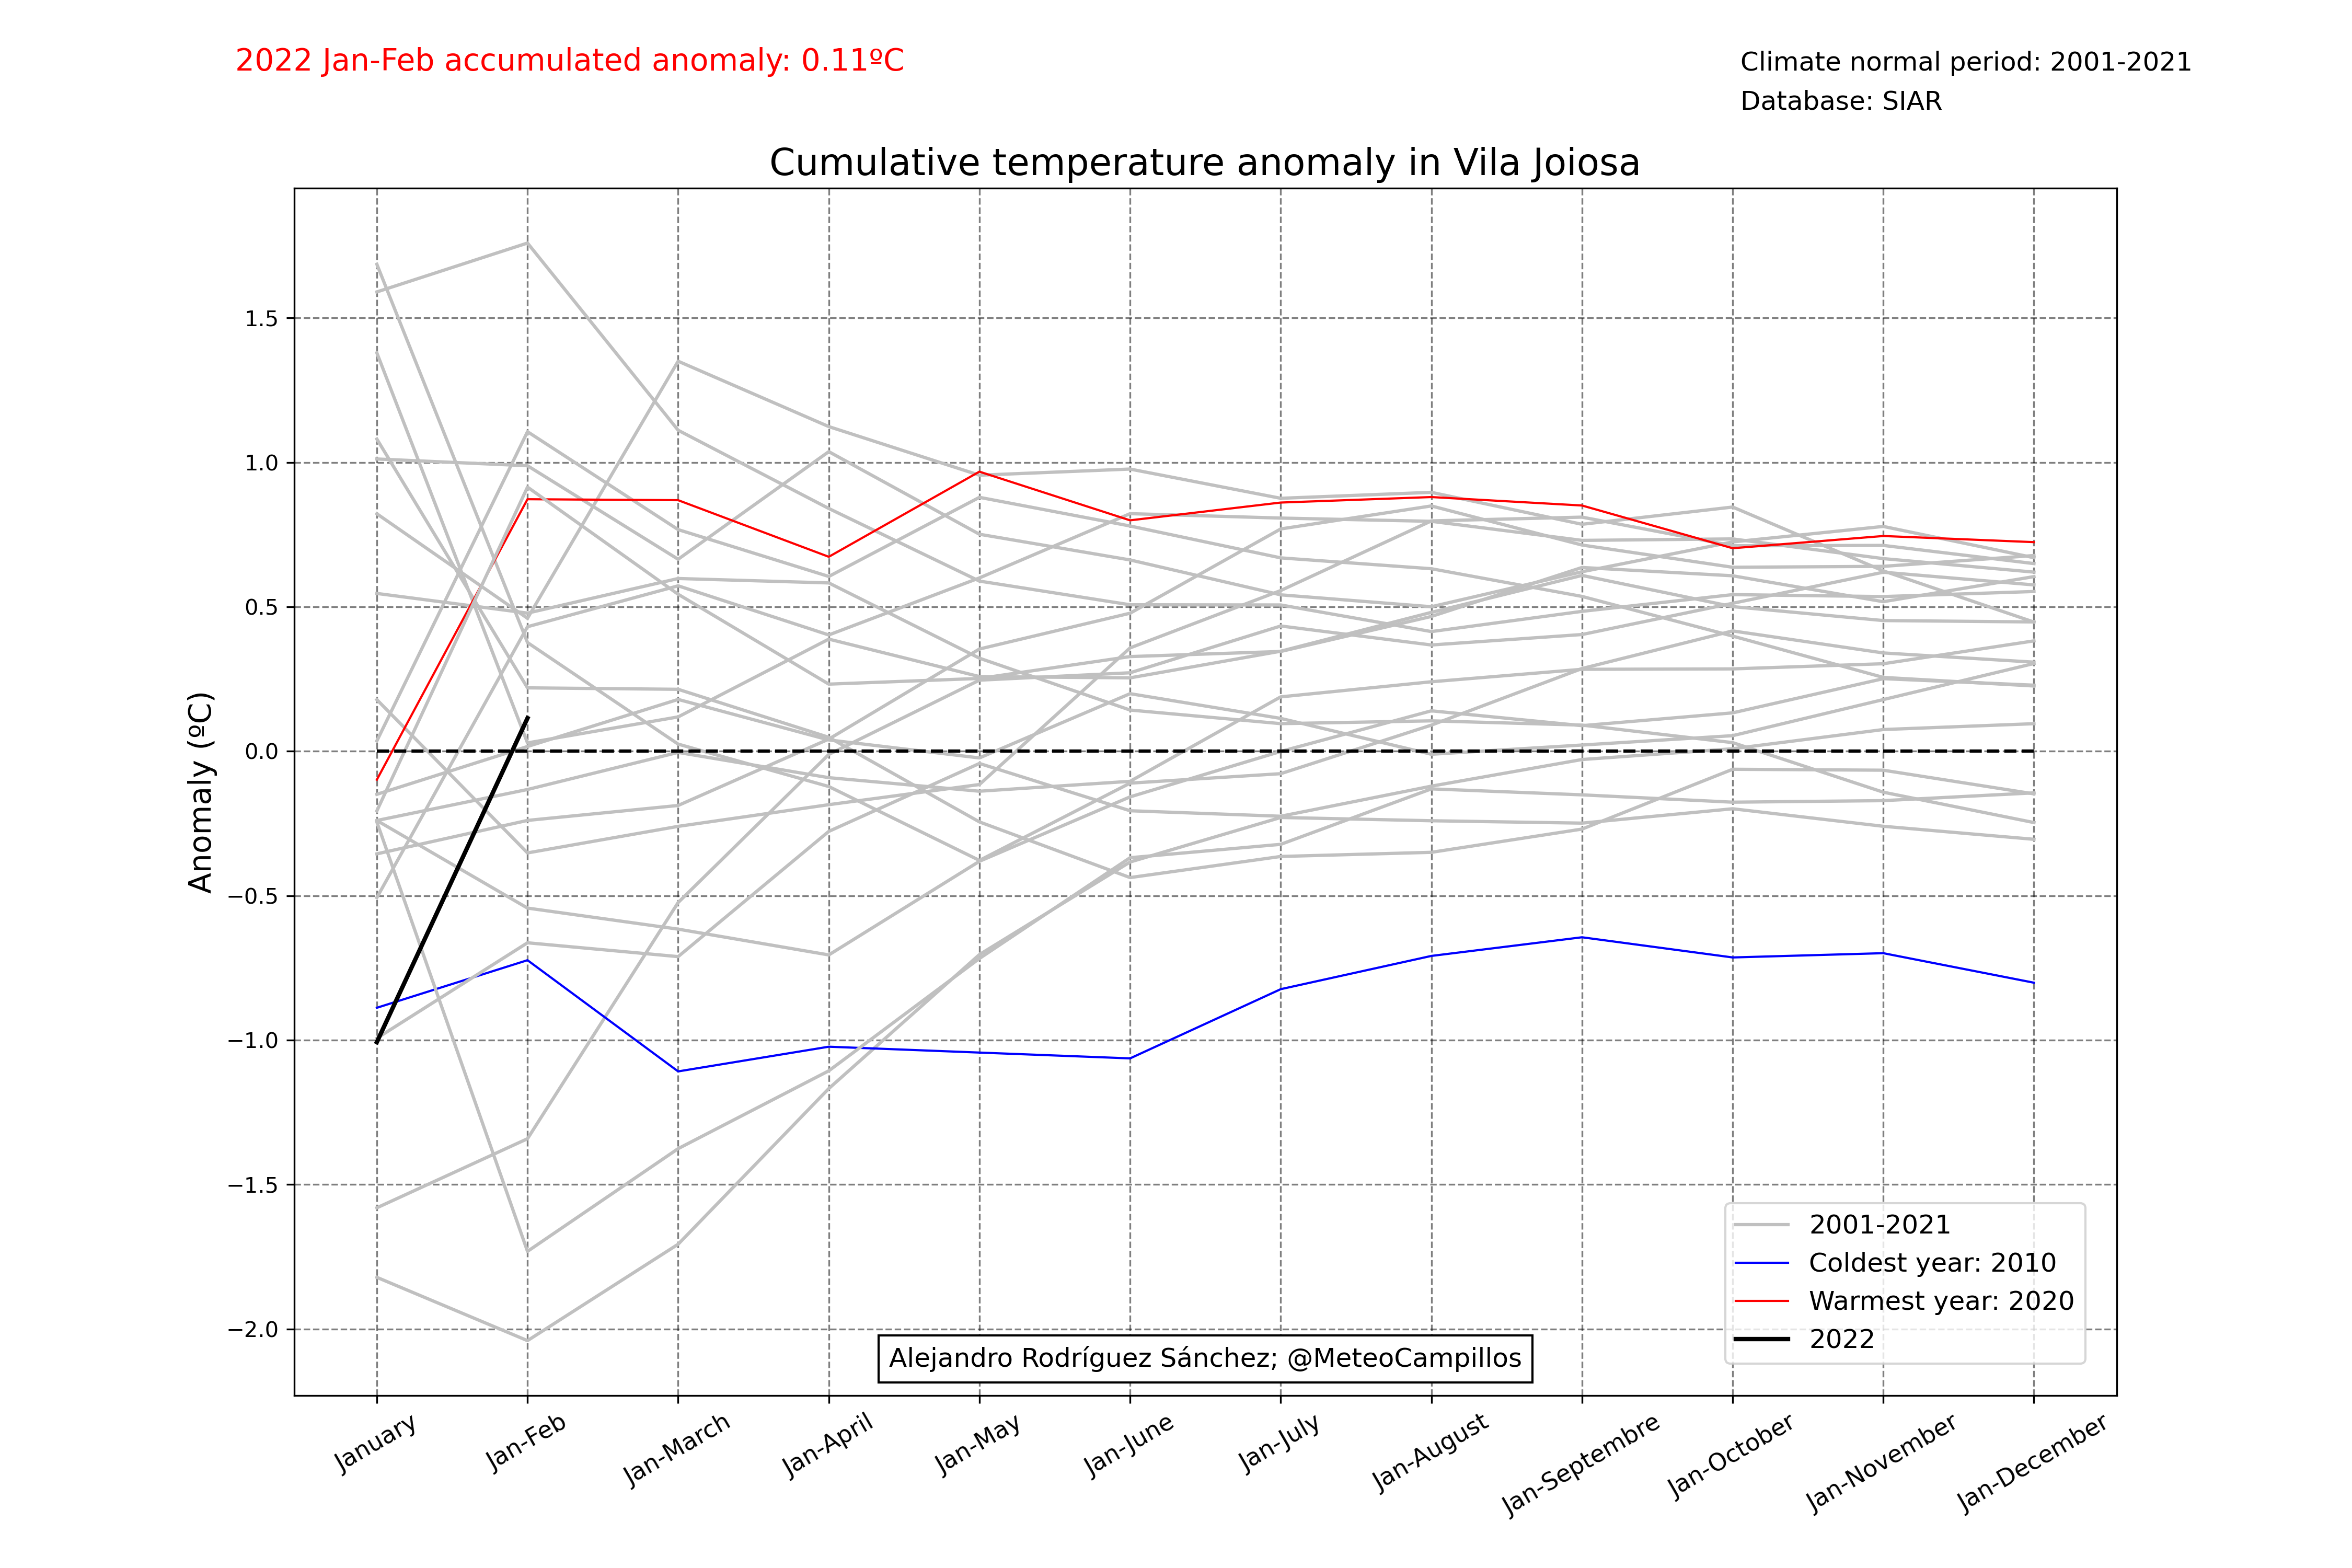 2022 Jan-Feb accumulated anomaly: 0.11ºC
Climate normal period: 2001-2021
Database: SIAR
Cumulative temperature anomaly in Vila Joiosa
Anomaly (ºC)
1.5
1.0
0.5
0.0
−0.5
−1.0
−1.5
−2.0
2001-2021
Coldest year: 2010
Warmest year: 2020
2022
Alejandro Rodríguez Sánchez; @MeteoCampillos
January
Jan-Feb
Jan-March
Jan-April
Jan-May
Jan-June
Jan-July
Jan-August
Jan-Septembre
Jan-October
Jan-November
Jan-December